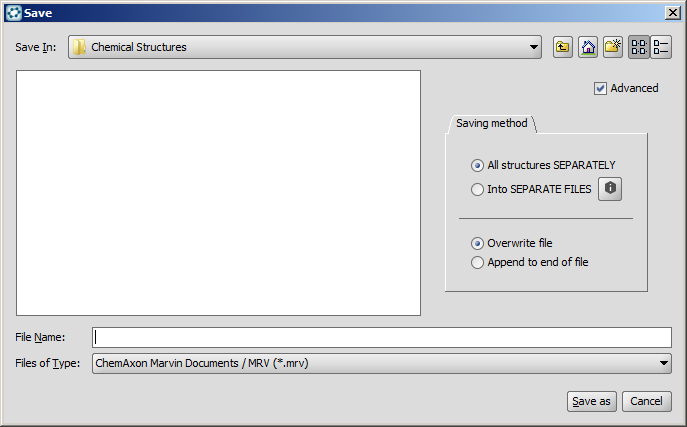 Save
Save In: Chemical Structures
Advanced
Saving method
All structures SEPARATELY
Into SEPARATE FILES
Overwrite file
Append to end of file
File Name:
Files of Type: ChemAxon Marvin Documents / MRV (*.mrv)
Save as Cancel